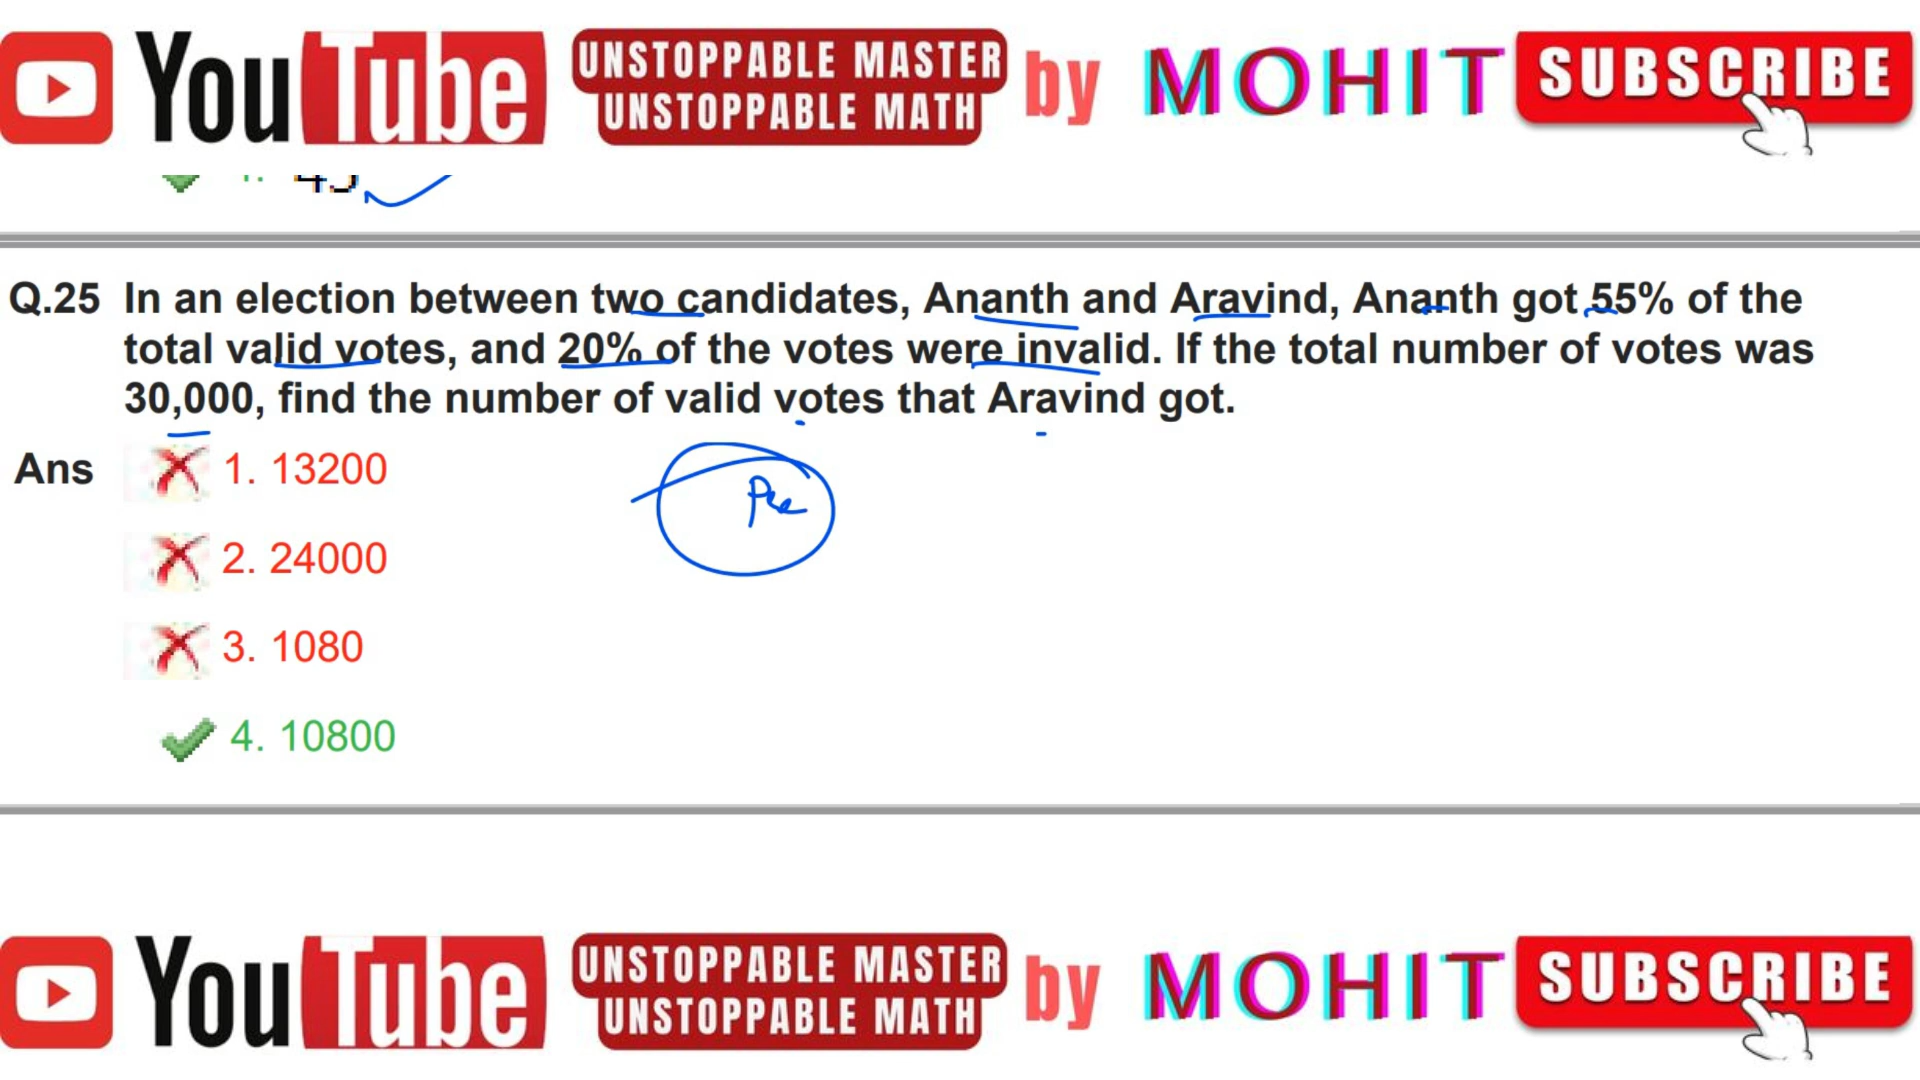 YouTube UNSTOPPABLE MASTER by MOHIT SUBSCRIBE
UNSTOPPABLE MATH
Q.25 In an election between two candidates, Ananth and Aravind, Ananth got 55% of the
total valid votes, and 20% of the votes were invalid. If the total number of votes was
30,000, find the number of valid votes that Aravind got.
Ans 1. 13200
2. 24000
3. 1080
4. 10800
YouTube UNSTOPPABLE MASTER by MOHIT SUBSCRIBE
UNSTOPPABLE MATH